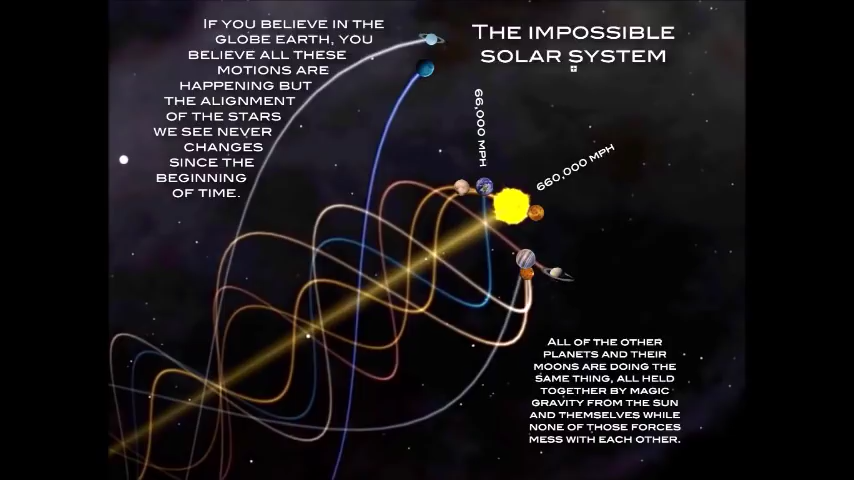 If you believe in the
globe Earth, you
believe all these
motions are
happening but
the alignment
of the stars
we see never
changes
since the
beginning
of time.
The impossible
solar system
66,000 MPH
660,000 MPH
All of the other
planets and their
moons are doing the
same thing, all held
together by magic
gravity from the sun
and themselves while
none of those forces
mess with each other.